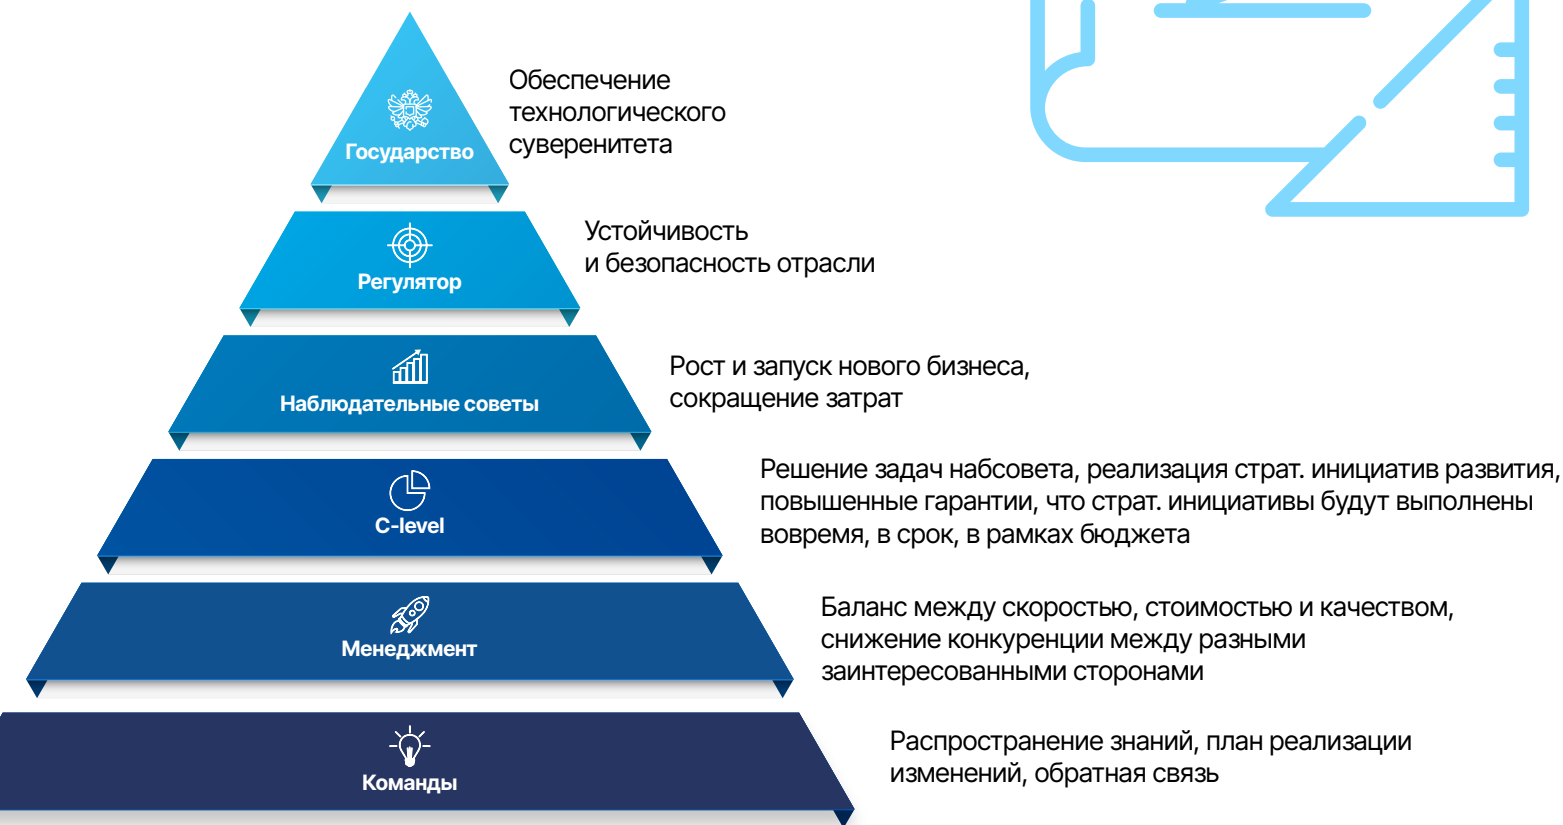 Государство
Обеспечение
технологического
суверенитета
Регулятор
Устойчивость
и безопасность отрасли
Наблюдательные советы
Рост и запуск нового бизнеса,
сокращение затрат
C-level
Решение задач набсовета, реализация страт. инициатив развития,
повышенные гарантии, что страт. инициативы будут выполнены
вовремя, в срок, в рамках бюджета
Менеджмент
Баланс между скоростью, стоимостью и качеством,
снижение конкуренции между разными
заинтересованными сторонами
Команды
Распространение знаний, план реализации
изменений, обратная связь